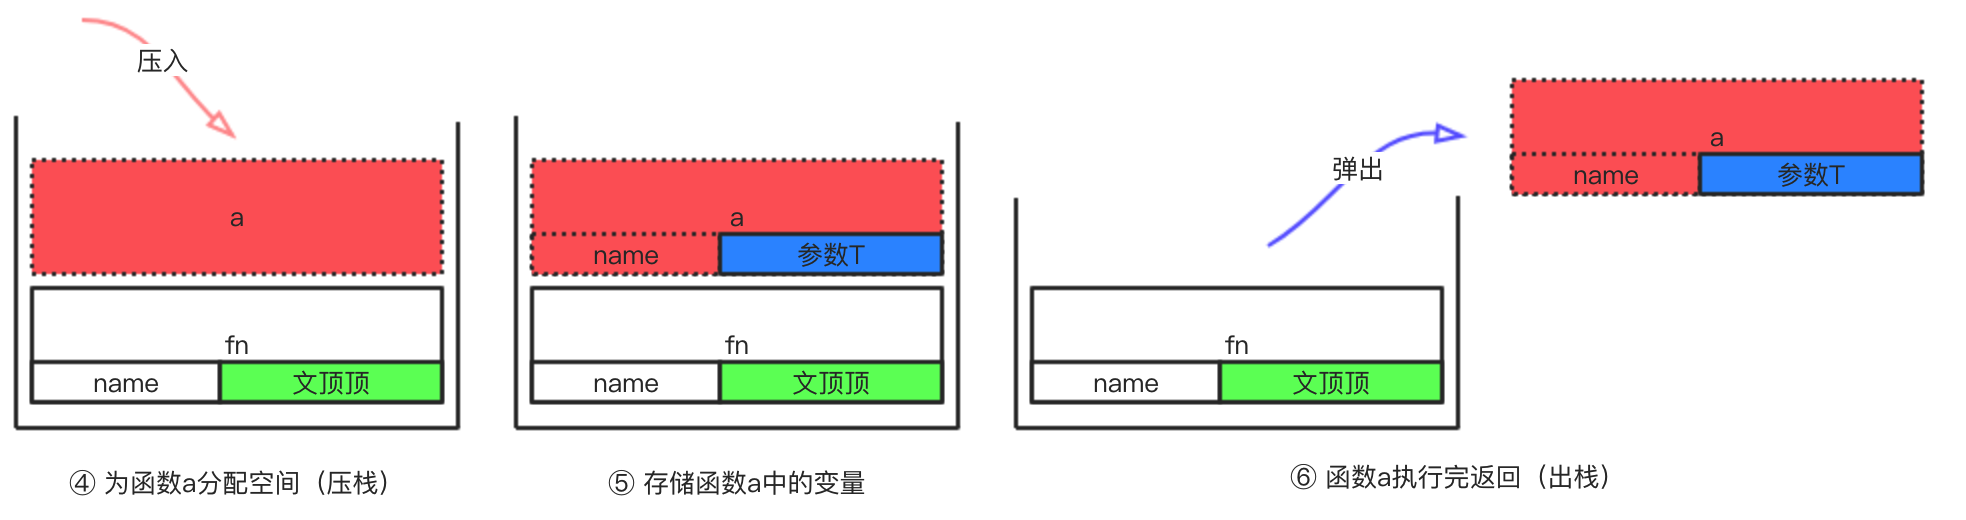 压入
a
fn
name 文顶顶
④ 为函数a分配空间（压栈）
a
name 参数T
fn
name 文顶顶
⑤ 存储函数a中的变量
弹出
a
name 参数T
fn
name 文顶顶
⑥ 函数a执行完返回（出栈）